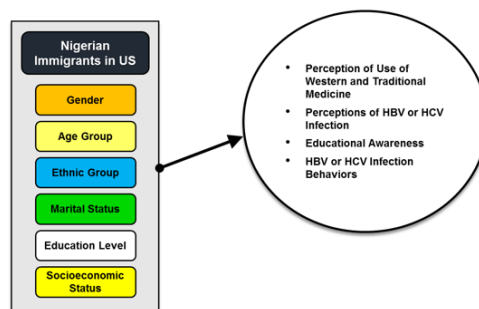 Nigerian
Immigrants in US
Gender
Age Group
Ethnic Group
Marital Status
Education Level
Socioeconomic
Status
• Perception of Use of
Western and Traditional
Medicine
• Perceptions of HBV or HCV
Infection
• Educational Awareness
• HBV or HCV Infection
Behaviors